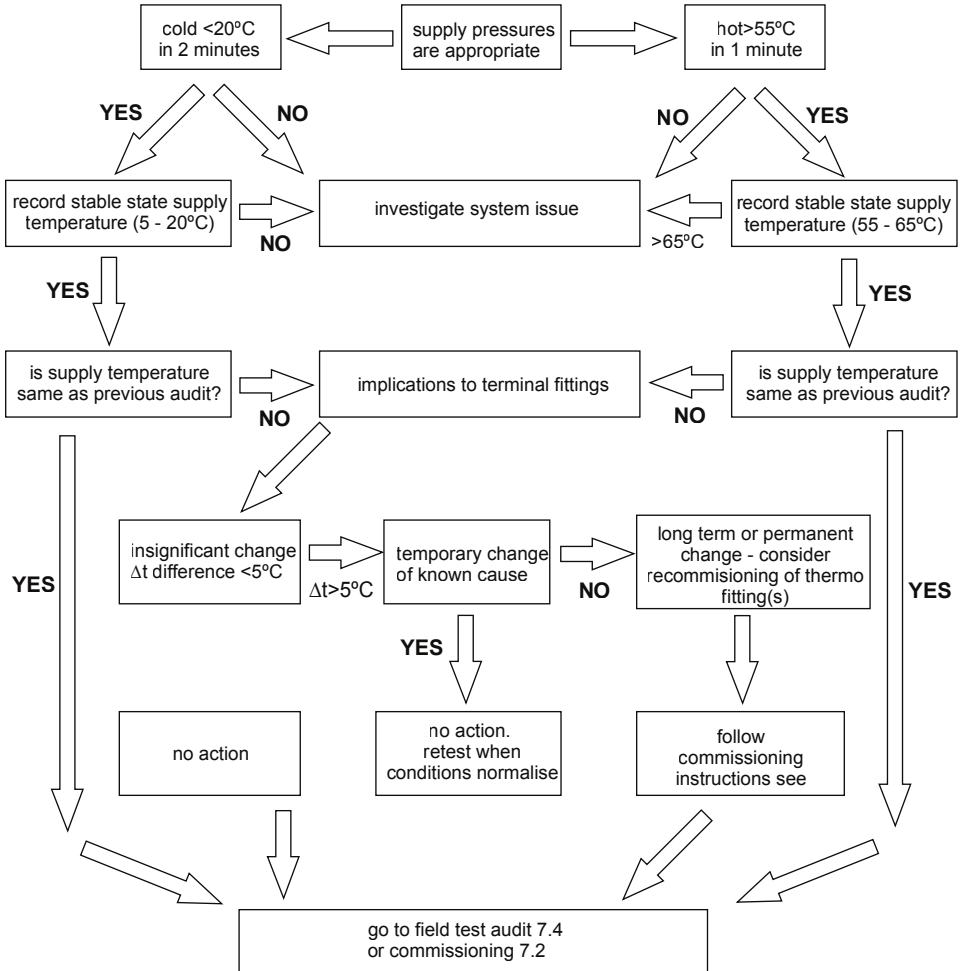 cold <20ºC
in 2 minutes
supply pressures
are appropriate
hot>55ºC
in 1 minute
YES
NO
NO
YES
record stable state supply
temperature (5 - 20ºC)
NO
investigate system issue
>65ºC
record stable state supply
temperature (55 - 65ºC)
YES
YES
is supply temperature
same as previous audit?
NO
implications to terminal fittings
NO
is supply temperature
same as previous audit?
insignificant change
Δt difference <5ºC
Δt>5ºC
temporary change
of known cause
NO
long term or permanent
change - consider
recommisioning of thermo
fitting(s)
YES
YES
YES
no action
no action.
retest when
conditions normalise
follow
commissioning
instructions see
go to field test audit 7.4
or commissioning 7.2